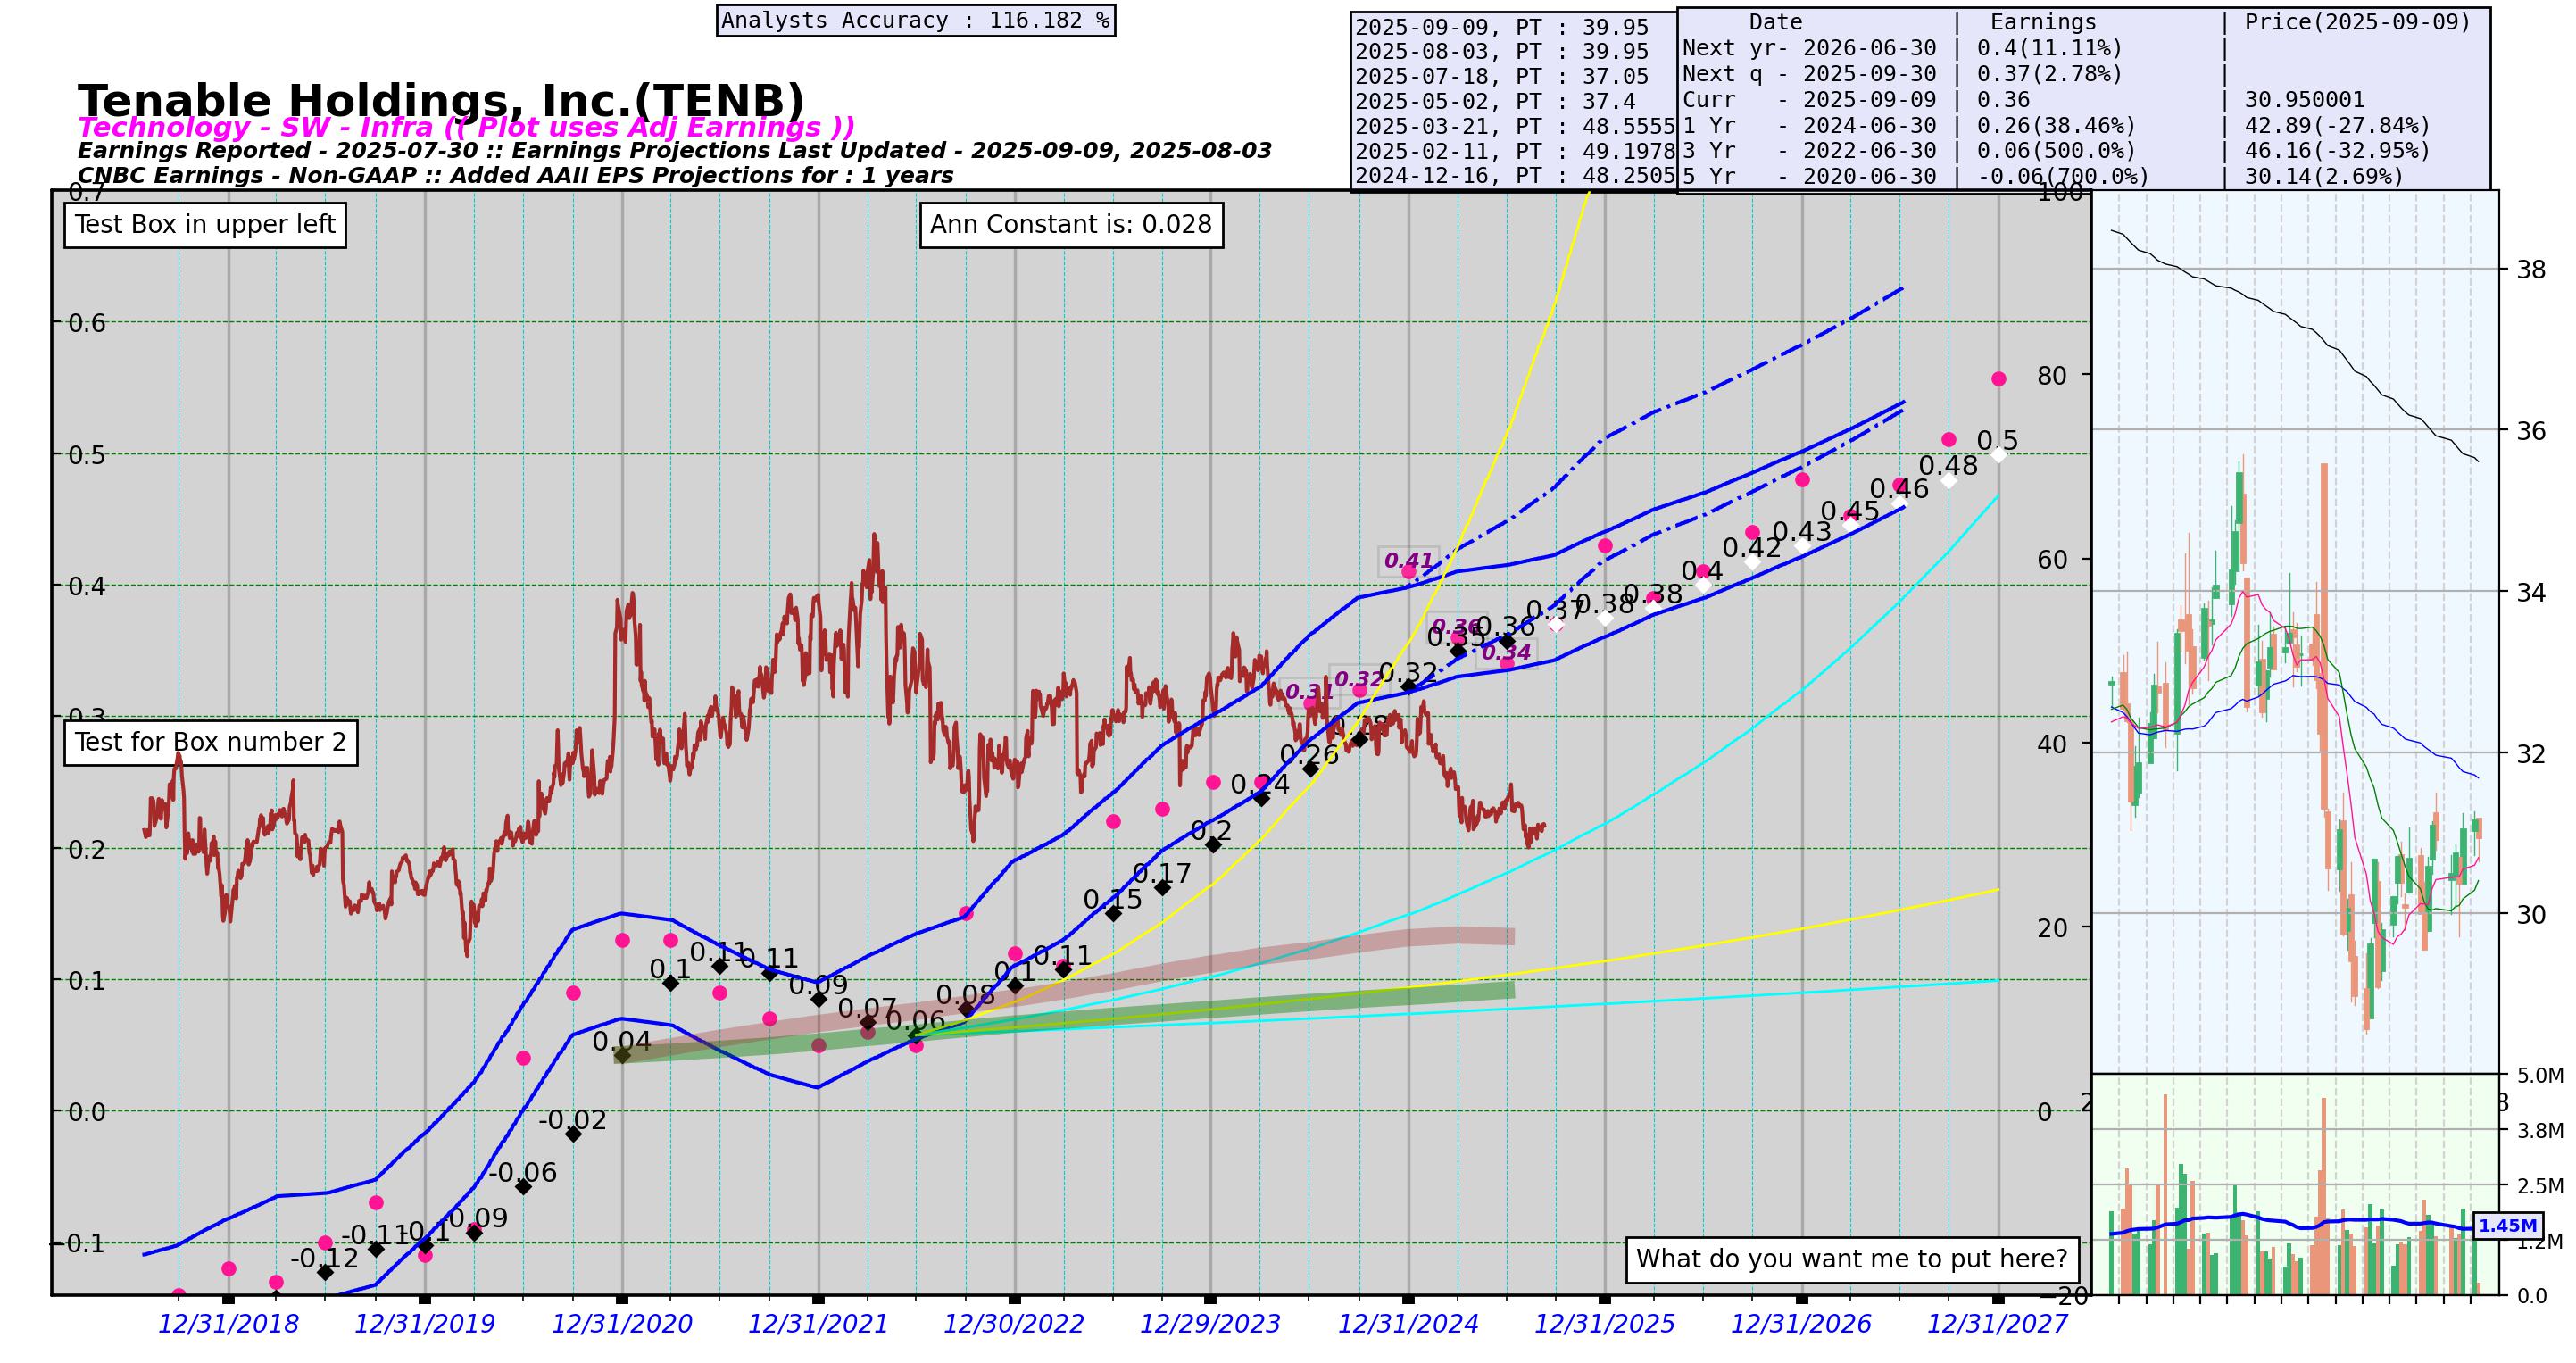 Analysts Accuracy : 116.182 %
2025-09-09, PT : 39.95
2025-08-03, PT : 39.95
2025-07-18, PT : 37.05
2025-05-02, PT : 37.4
2025-03-21, PT : 48.5555
2025-02-11, PT : 49.1978
2024-12-16, PT : 48.2505
Date | Earnings | Price(2025-09-09)
Next yr- 2026-06-30 | 0.4(11.11%) |
Next q - 2025-09-30 | 0.37(2.78%) |
Curr - 2025-09-09 | 0.36 | 30.950001
1 Yr - 2024-06-30 | 0.26(38.46%) | 42.89(-27.84%)
3 Yr - 2022-06-30 | 0.06(500.0%) | 46.16(-32.95%)
5 Yr - 2020-06-30 | -0.06(700.0%) | 30.14(2.69%)
Tenable Holdings, Inc.(TENB)
Technology - SW - Infra (( Plot uses Adj Earnings ))
Earnings Reported - 2025-07-30 :: Earnings Projections Last Updated - 2025-09-09, 2025-08-03
CNBC Earnings - Non-GAAP :: Added AAII EPS Projections for : 1 years
Test Box in upper left
Ann Constant is: 0.028
Test for Box number 2
What do you want me to put here?
0.7
0.6
0.5
0.4
0.3
0.2
0.1
0.0
-0.1
-0.12
-0.11
-0.1
-0.09
-0.06
-0.02
0.04
0.1
0.11
0.11
0.09
0.07
0.06
0.08
0.1
0.11
0.15
0.17
0.2
0.24
0.26
0.28
0.32
0.35
0.36
0.37
0.38
0.38
0.4
0.42
0.43
0.45
0.46
0.48
0.5
0.31
0.32
0.41
0.36
0.34
100
80
60
40
20
0
−20
38
36
34
32
30
5.0M
3.8M
2.5M
1.45M
1.2M
0.0
12/31/2018
12/31/2019
12/31/2020
12/31/2021
12/30/2022
12/29/2023
12/31/2024
12/31/2025
12/31/2026
12/31/2027